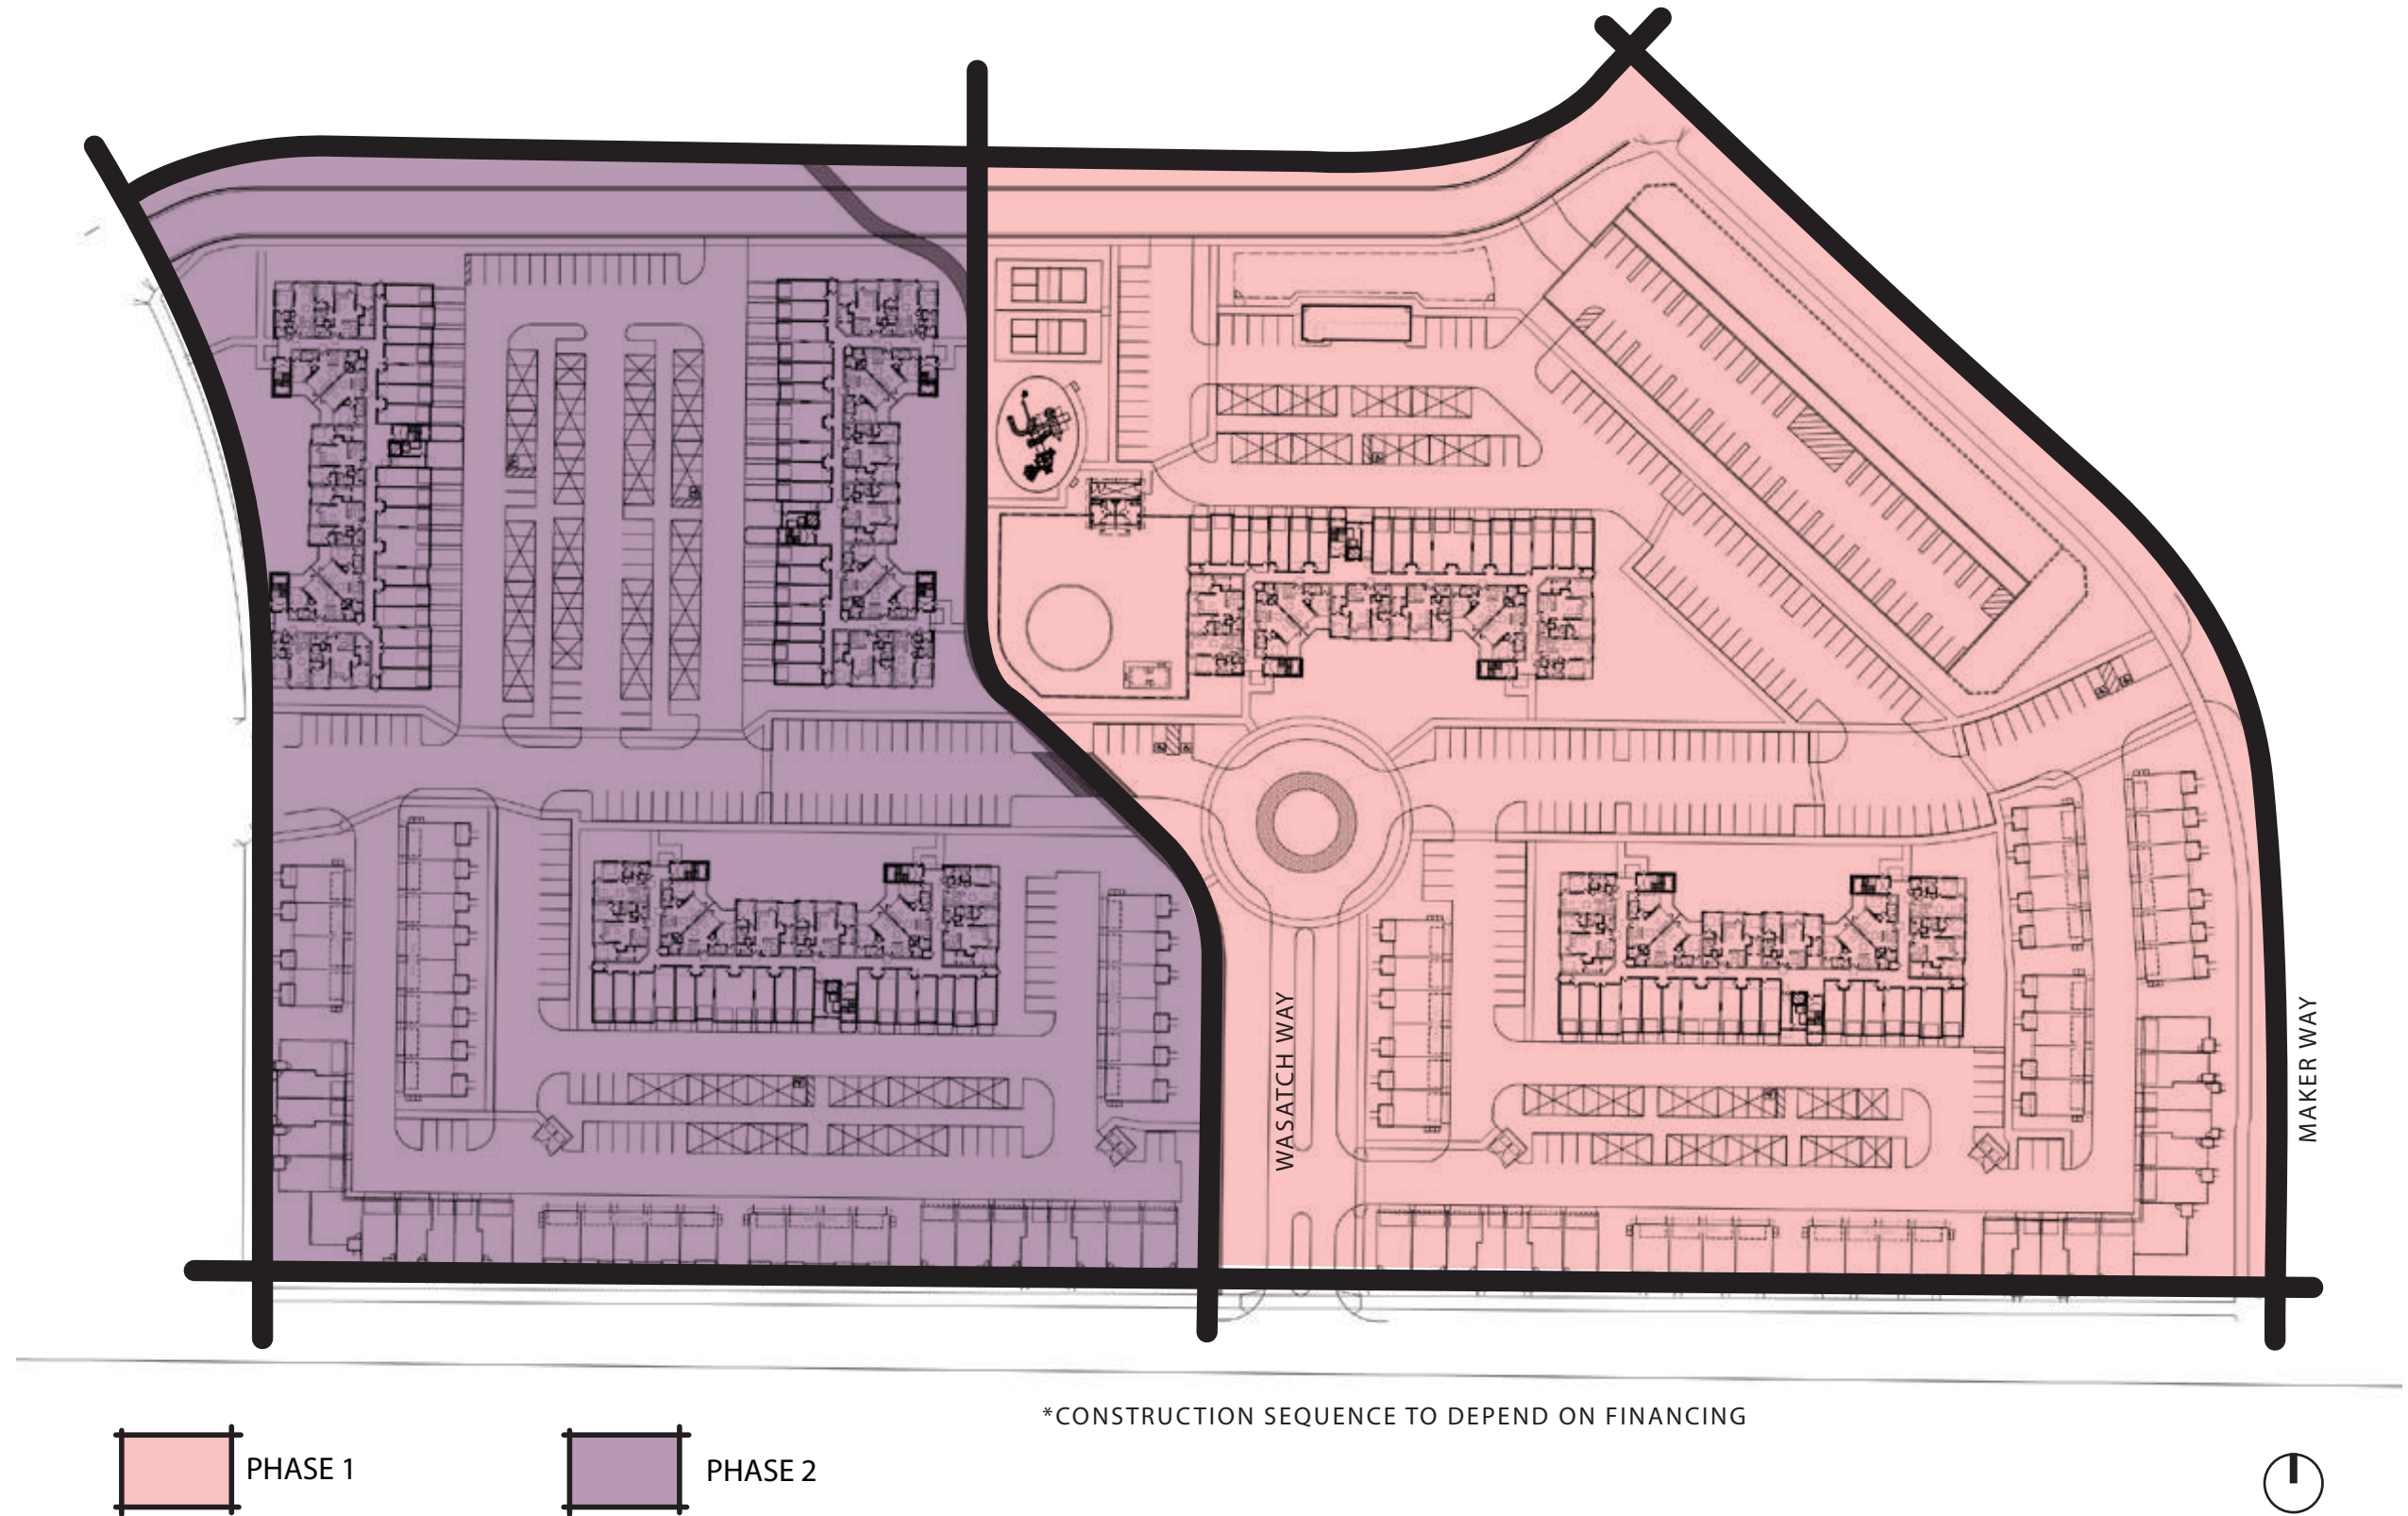 WASATCH WAY
MAKER WAY
*CONSTRUCTION SEQUENCE TO DEPEND ON FINANCING
PHASE 1
PHASE 2